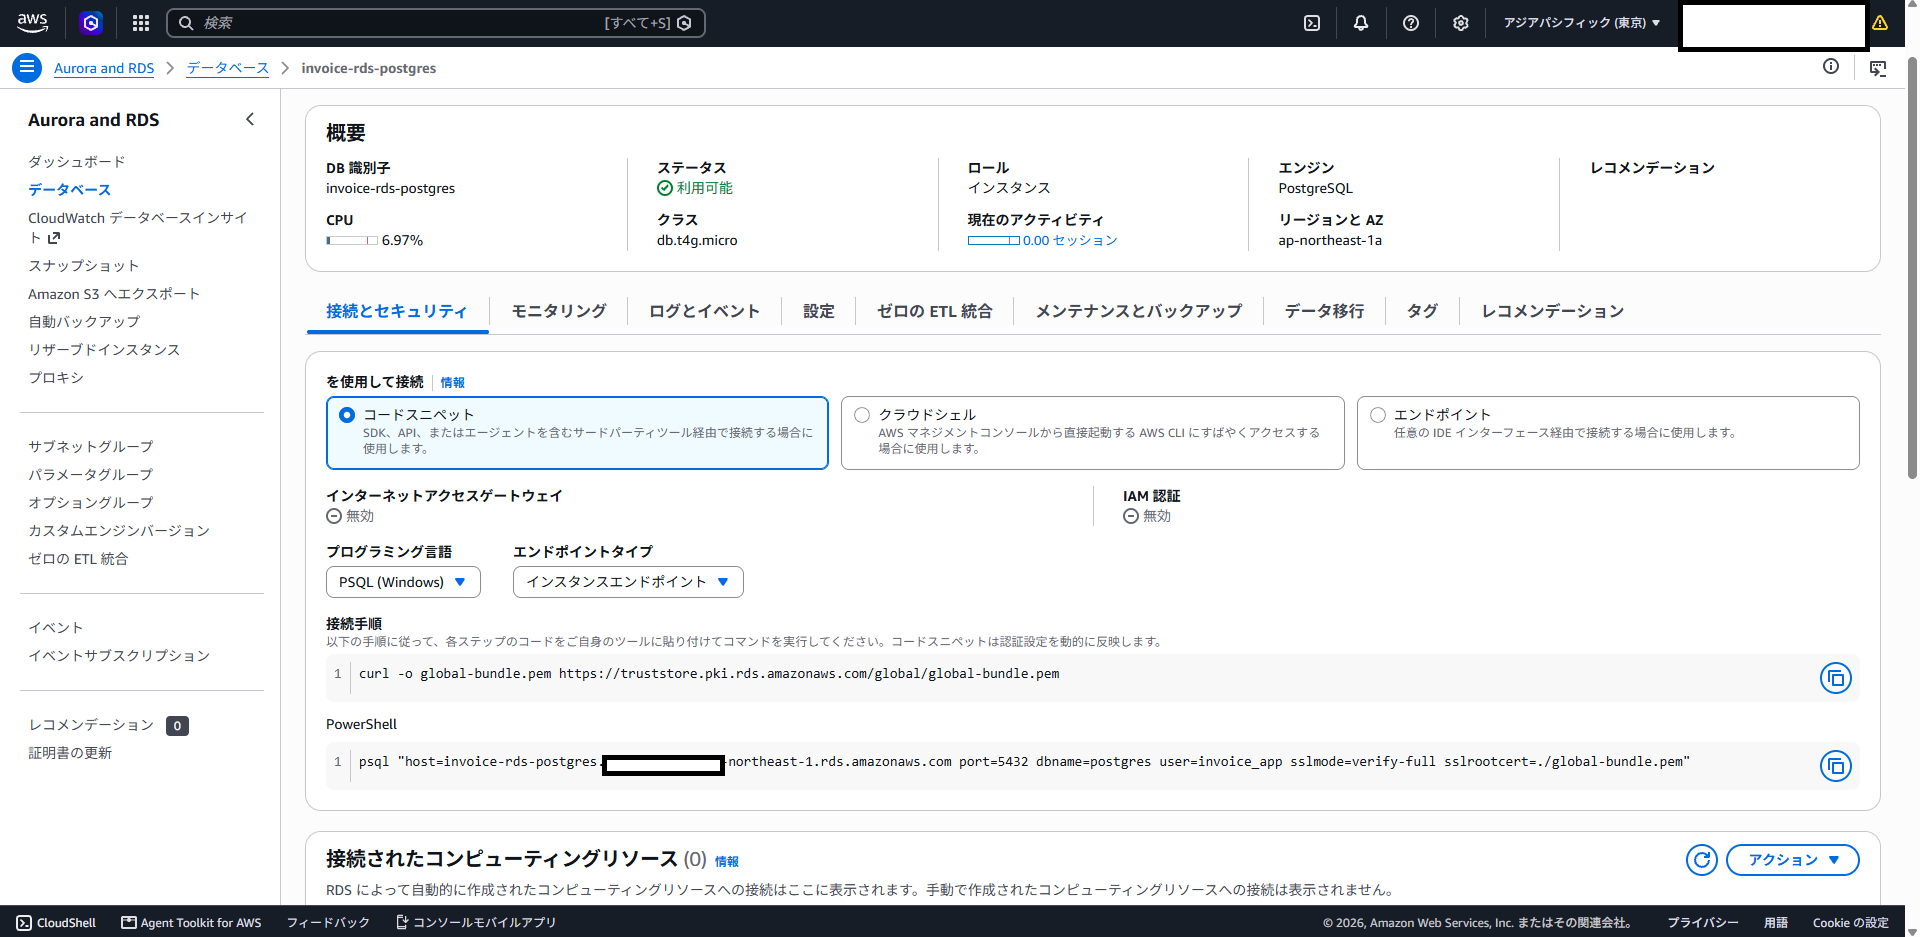 aws
検索
[すべて+S]
アジアパシフィック (東京)
Aurora and RDS
データベース
invoice-rds-postgres
Aurora and RDS
ダッシュボード
データベース
CloudWatch データベースインサイ
ト
スナップショット
Amazon S3 へエクスポート
自動バックアップ
リザーブドインスタンス
プロキシ
サブネットグループ
パラメータグループ
オプショングループ
カスタムエンジンバージョン
ゼロの ETL 統合
イベント
イベントサブスクリプション
レコメンデーション 0
証明書の更新
概要
DB 識別子
invoice-rds-postgres
CPU
6.97%
ステータス
利用可能
クラス
db.t4g.micro
ロール
インスタンス
現在のアクティビティ
0.00 セッション
エンジン
PostgreSQL
リージョンと AZ
ap-northeast-1a
レコメンデーション
接続とセキュリティ
モニタリング
ログとイベント
設定
ゼロの ETL 統合
メンテナンスとバックアップ
データ移行
タグ
レコメンデーション
を使用して接続 情報
コードスニペット
SDK、API、またはエージェントを含むサードパーティツール経由で接続する場合に
使用します。
クラウドシェル
AWS マネジメントコンソールから直接起動する AWS CLI にすばやくアクセスする
場合に使用します。
エンドポイント
任意の IDE インターフェース経由で接続する場合に使用します。
インターネットアクセスゲートウェイ
無効
IAM 認証
無効
プログラミング言語
PSQL (Windows)
エンドポイントタイプ
インスタンスエンドポイント
接続手順
以下の手順に従って、各ステップのコードをご自身のツールに貼り付けてコマンドを実行してください。コードスニペットは認証設定を動的に反映します。
1 curl -o global-bundle.pem https://truststore.pki.rds.amazonaws.com/global/global-bundle.pem
PowerShell
1 psql "host=invoice-rds-postgres. -northeast-1.rds.amazonaws.com port=5432 dbname=postgres user=invoice_app sslmode=verify-full sslrootcert=./global-bundle.pem"
接続されたコンピューティングリソース (0) 情報
アクション
RDS によって自動的に作成されたコンピューティングリソースへの接続はここに表示されます。手動で作成されたコンピューティングリソースへの接続は表示されません。
CloudShell
Agent Toolkit for AWS
フィードバック
コンソールモバイルアプリ
© 2026, Amazon Web Services, Inc. またはその関連会社。
プライバシー
用語
Cookie の設定